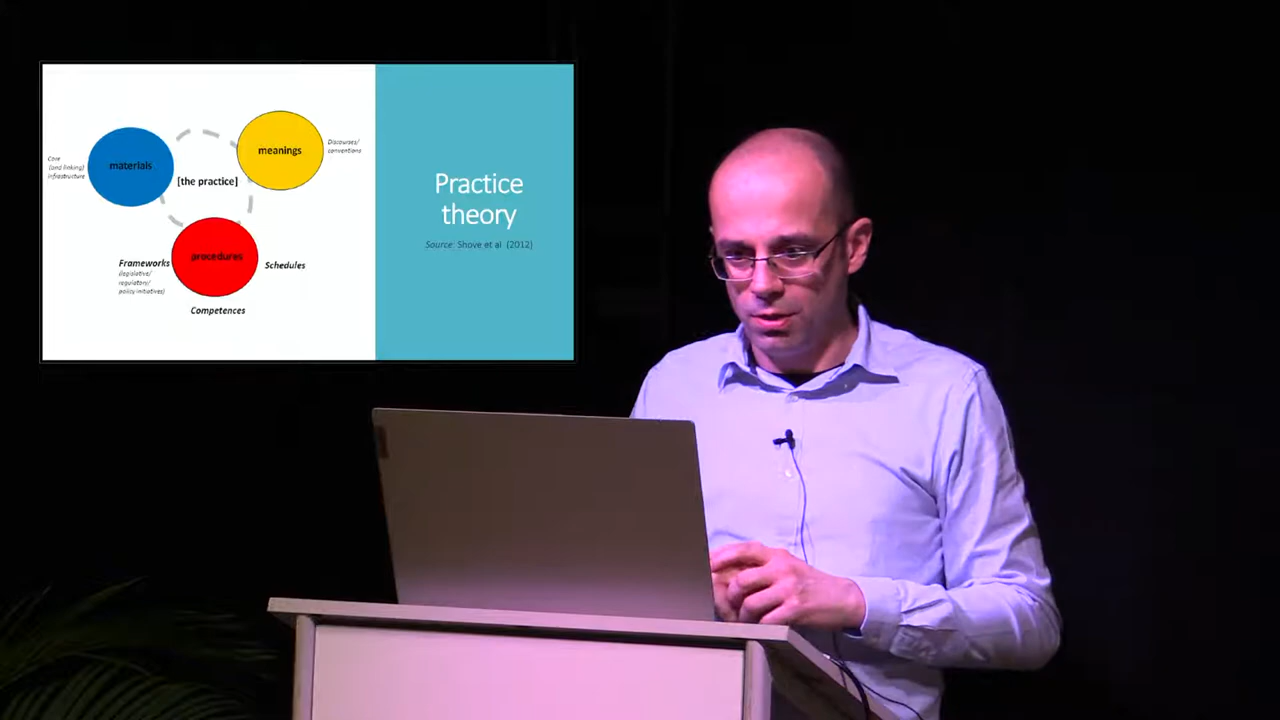 materials
meanings
[the practice]
procedures
Core
(and linking)
infrastructure
Discourses/
conventions
Frameworks
(legislative/
regulatory/
policy initiatives)
Schedules
Competences
Practice
theory
Source: Shove et al (2012)